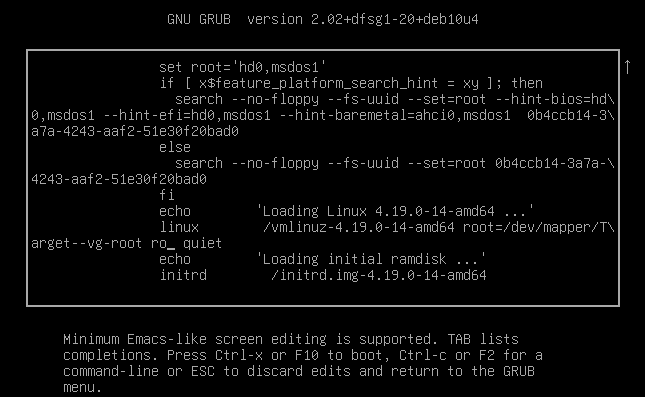 GNU GRUB  version 2.02+dfsg1-20+deb10u4
set root='hd0,msdos1'
if [ x$feature_platform_search_hint = xy ]; then
search --no-floppy --fs-uuid --set=root --hint-bios=hd\
0,msdos1 --hint-efi=hd0,msdos1 --hint-baremetal=ahci0,msdos1  0b4ccb14-3\
a7a-4243-aaf2-51e30f20bad0
else
search --no-floppy --fs-uuid --set=root 0b4ccb14-3a7a-\
4243-aaf2-51e30f20bad0
fi
echo        'Loading Linux 4.19.0-14-amd64 ...'
linux        /vmlinuz-4.19.0-14-amd64 root=/dev/mapper/T\
arget--vg-root ro_ quiet
echo        'Loading initial ramdisk ...'
initrd        /initrd.img-4.19.0-14-amd64
Minimum Emacs-like screen editing is supported. TAB lists
completions. Press Ctrl-x or F10 to boot, Ctrl-c or F2 for a
command-line or ESC to discard edits and return to the GRUB
menu.